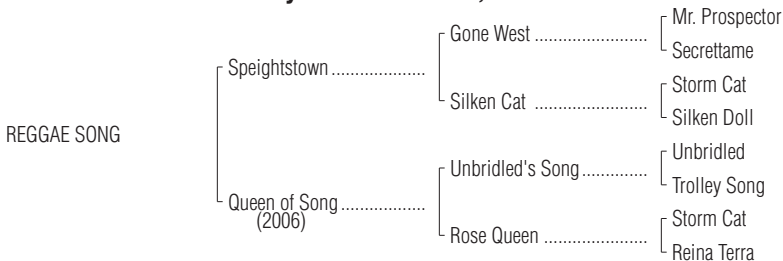 Mr. Prospector
Gone West ........................
Secrettame
Speightstown ....................
Storm Cat
Silken Cat ........................
Silken Doll
REGGAE SONG
Unbridled
Unbridled's Song..............
Trolley Song
Queen of Song ..................
(2006)
Storm Cat
Rose Queen ......................
Reina Terra